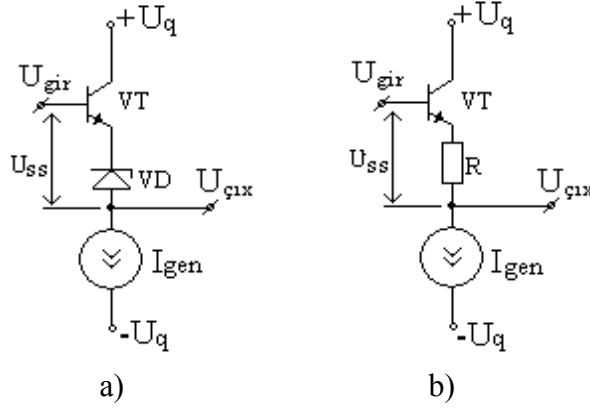 +Uq
Ugir
VT
Uss
VD
Uçıx
Igen
-Uq
a)
+Uq
Ugir
VT
Uss
R
Uçıx
Igen
-Uq
b)